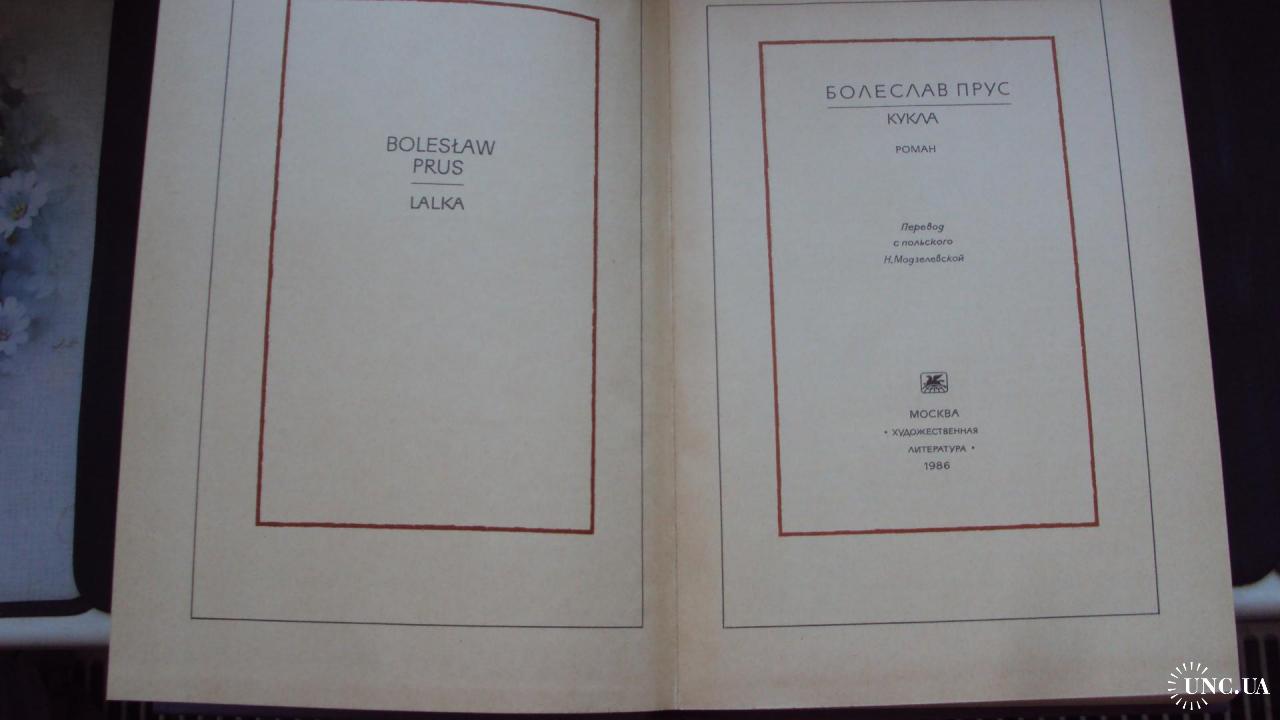 BOLESŁAW
PRUS
LALKA
БОЛЕСЛАВ ПРУС
КУКЛА
РОМАН
Перевод
с польского
Н.Модзелевской
МОСКВА
• ХУДОЖЕСТВЕННАЯ
ЛИТЕРАТУРА •
1986
UNC.UA